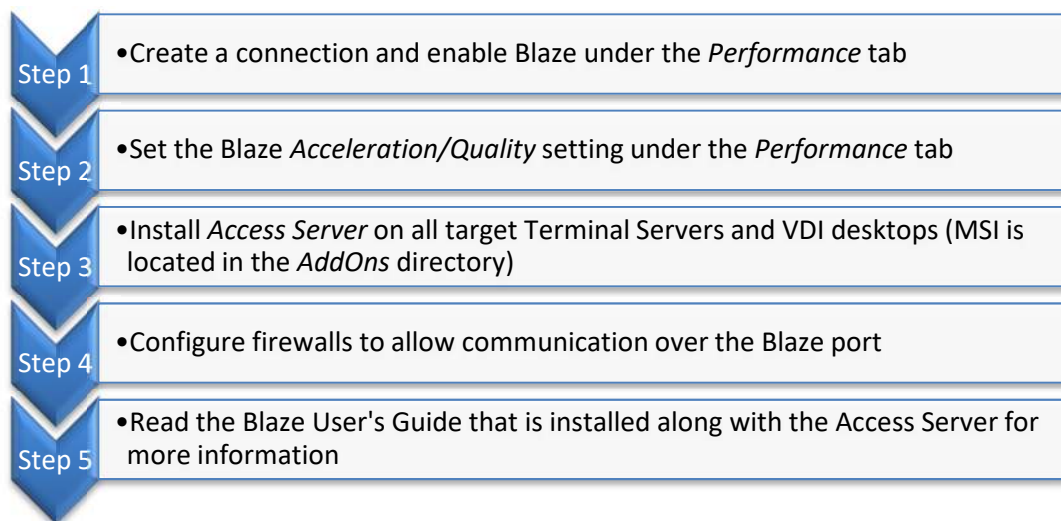 Step 1
•Create a connection and enable Blaze under the Performance tab
Step 2
•Set the Blaze Acceleration/Quality setting under the Performance tab
Step 3
•Install Access Server on all target Terminal Servers and VDI desktops (MSI is
located in the AddOns directory)
Step 4
•Configure firewalls to allow communication over the Blaze port
Step 5
•Read the Blaze User's Guide that is installed along with the Access Server for
more information